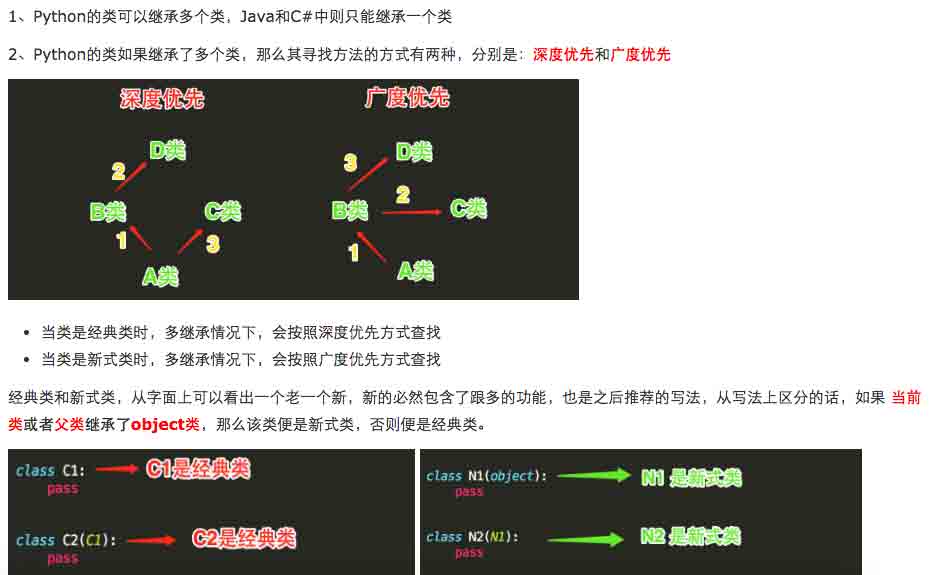 1、Python的类可以继承多个类，Java和C#中则只能继承一个类
2、Python的类如果继承了多个类，那么其寻找方法的方式有两种，分别是：深度优先和广度优先
深度优先 广度优先
D类 D类
2 3
2
B类 C类 B类 C类
1 3 1
A类 A类
• 当类是经典类时，多继承情况下，会按照深度优先方式查找
• 当类是新式类时，多继承情况下，会按照广度优先方式查找
经典类和新式类，从字面上可以看出一个老一个新，新的必然包含了跟多的功能，也是之后推荐的写法，从写法上区分的话，如果 当前
类或者父类继承了object类，那么该类便是新式类，否则便是经典类。
class C1: C1是经典类
pass
class C2(C1): C2是经典类
pass
class N1(object): N1 是新式类
pass
class N2(N1): N2 是新式类
pass